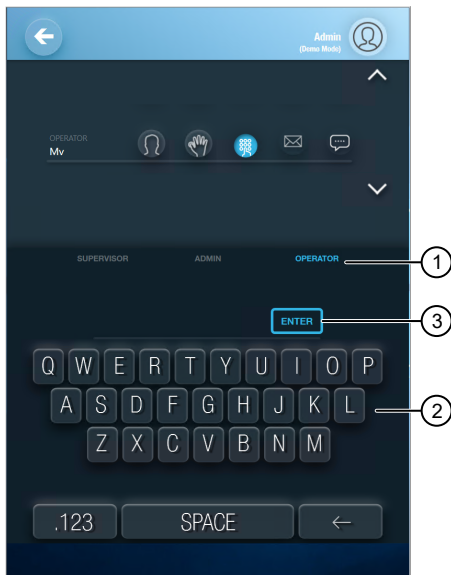 Admin
(Demo Mode)
OPERATOR
Mv
SUPERVISOR ADMIN OPERATOR
1
ENTER
3
Q W E R T Y U I O P
A S D F G H J K L
2
Z X C V B N M
.123 SPACE